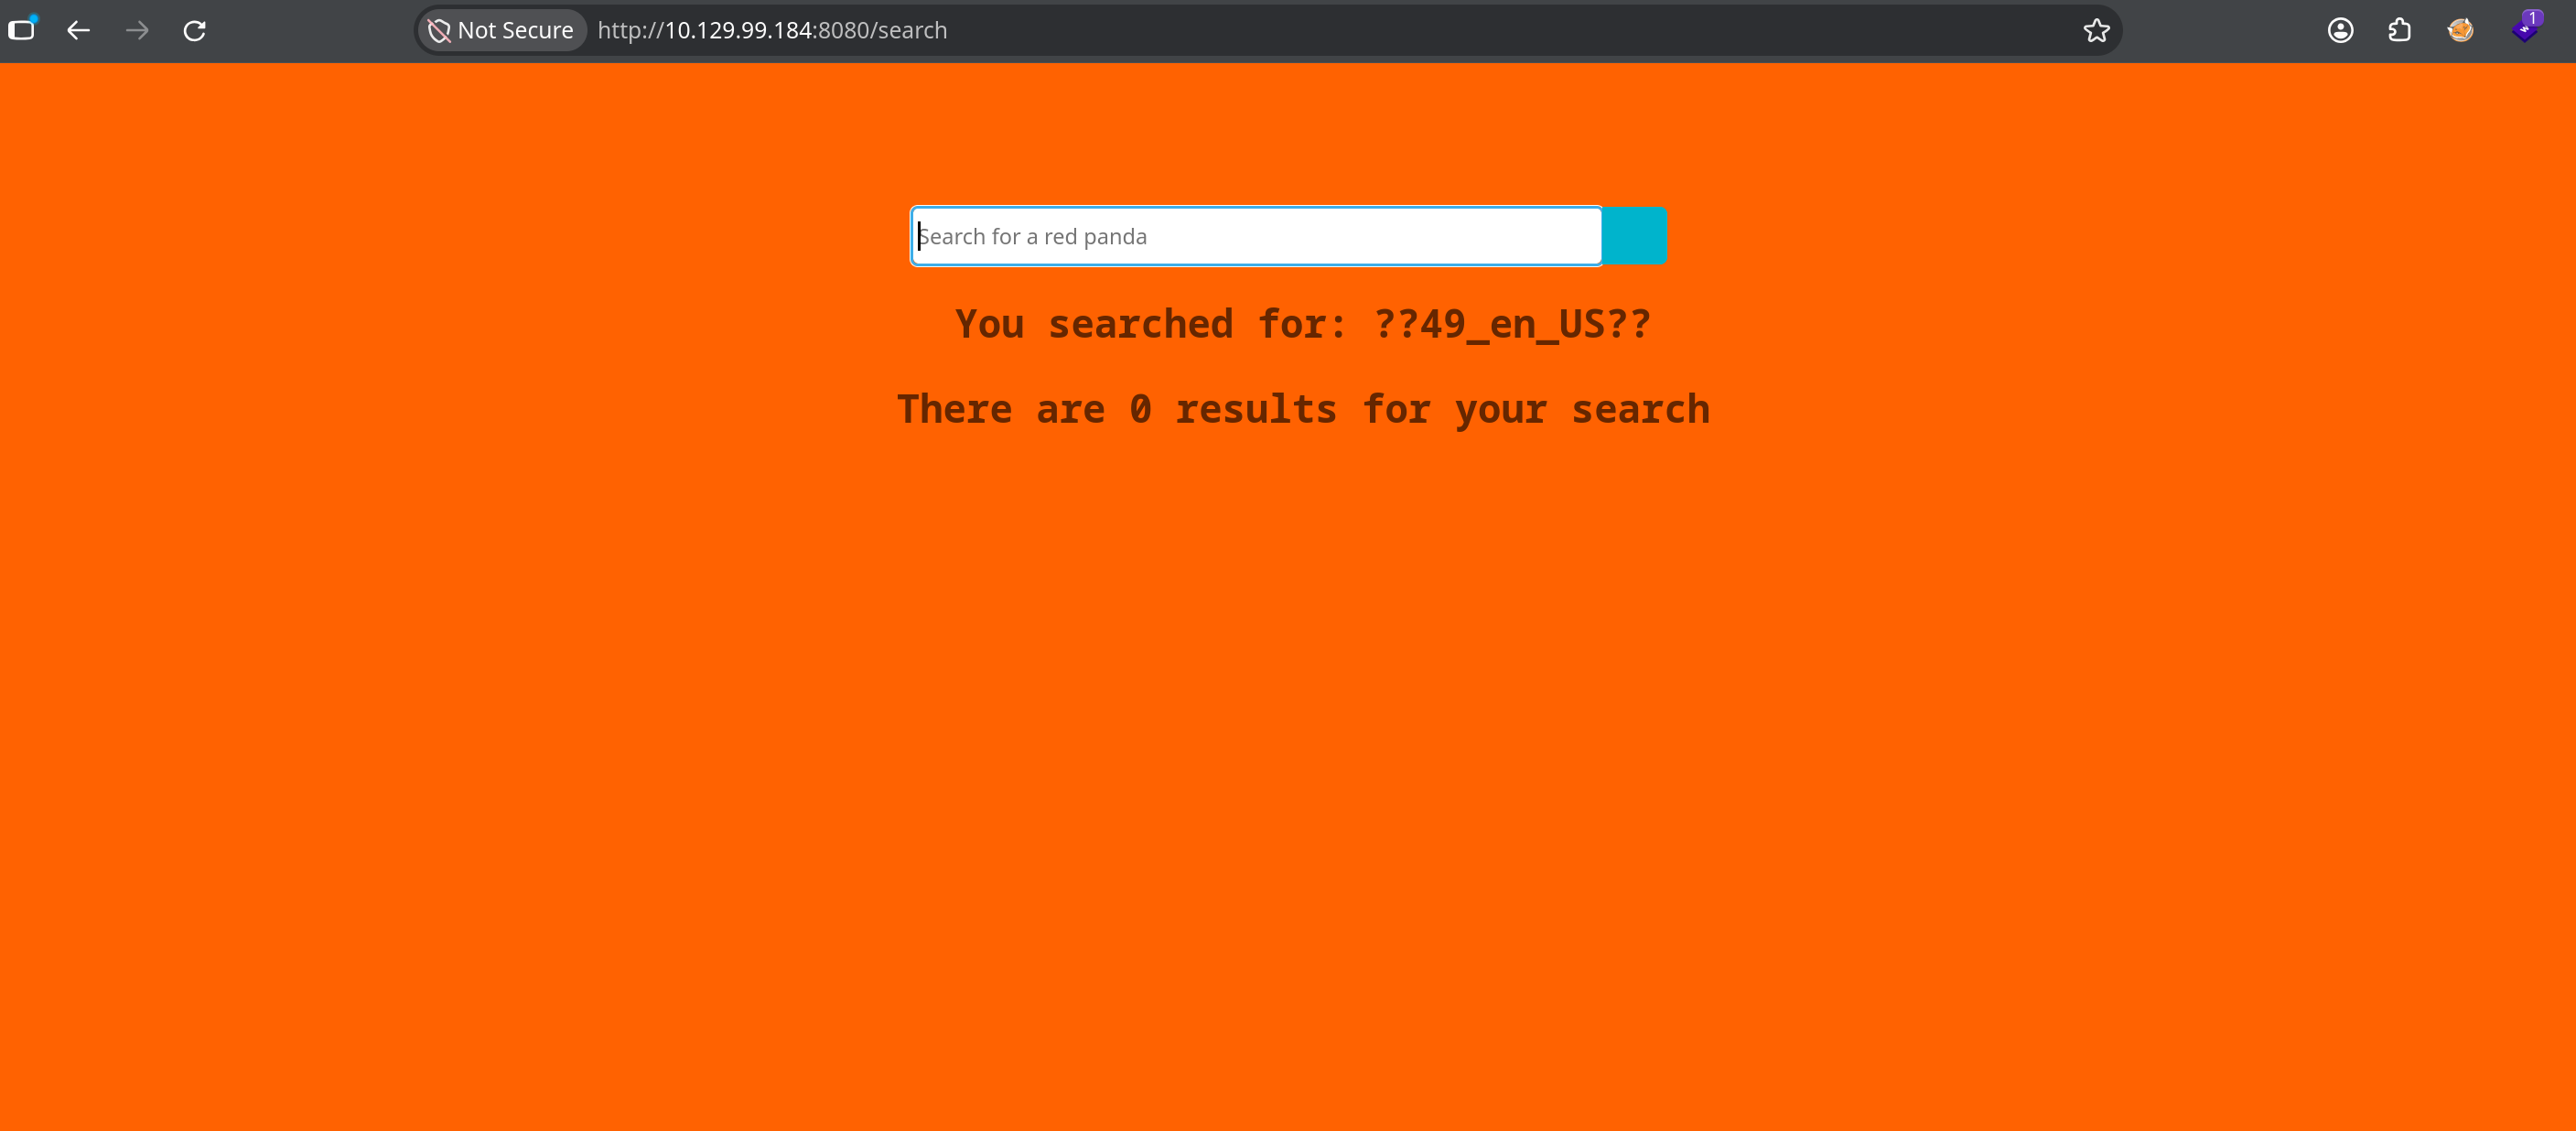 Not Secure http://10.129.99.184:8080/search
1
Search for a red panda
You searched for: ??49_en_US??
There are 0 results for your search